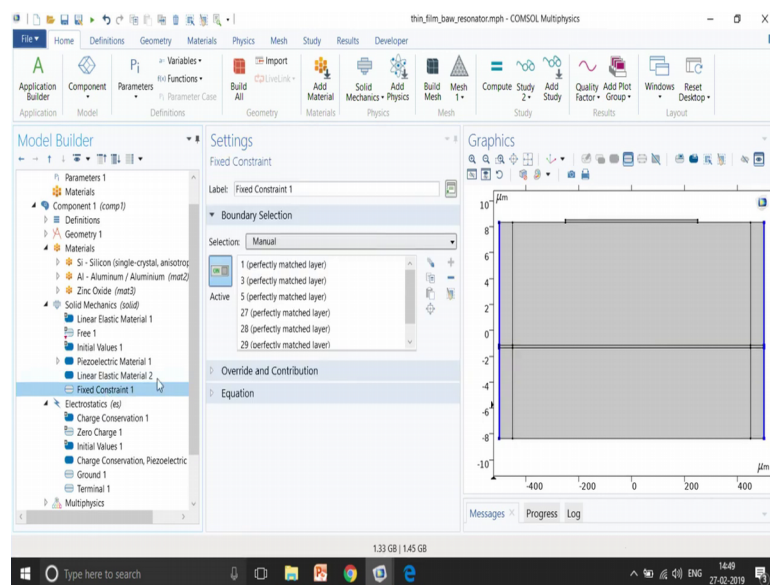 thin_film_baw_resonator.mph - COMSOL Multiphysics
File Home Definitions Geometry Materials Physics Mesh Study Results Developer
A Pi a= Variables Import
f(x) Functions LiveLink
Pi Parameter Case
Application Builder Component Parameters Build All Add Material Solid Mechanics Add Physics Build Mesh Mesh 1 Compute Study 2 Add Study Quality Factor Add Plot Group Windows Reset Desktop
Application Model Definitions Geometry Materials Physics Mesh Study Results Layout
Model Builder
Parameters 1
Materials
Component 1 (comp1)
Definitions
Geometry 1
Materials
Si - Silicon (single-crystal, anisotrop
Al - Aluminum / Aluminium (mat2)
Zinc Oxide (mat3)
Solid Mechanics (solid)
Linear Elastic Material 1
Free 1
Initial Values 1
Piezoelectric Material 1
Linear Elastic Material 2
Fixed Constraint 1
Electrostatics (es)
Charge Conservation 1
Zero Charge 1
Initial Values 1
Charge Conservation, Piezoelectric
Ground 1
Terminal 1
Multiphysics
Settings
Fixed Constraint
Label: Fixed Constraint 1
Boundary Selection
Selection: Manual
Active
1 (perfectly matched layer)
3 (perfectly matched layer)
5 (perfectly matched layer)
27 (perfectly matched layer)
28 (perfectly matched layer)
29 (perfectly matched layer)
Override and Contribution
Equation
Graphics
μm
10
8
6
4
2
0
-2
-4
-6
-8
-10
μm
-400 -200 0 200 400
Messages Progress Log
1.33 GB | 1.45 GB
Type here to search
ENG 14:49
27-02-2019